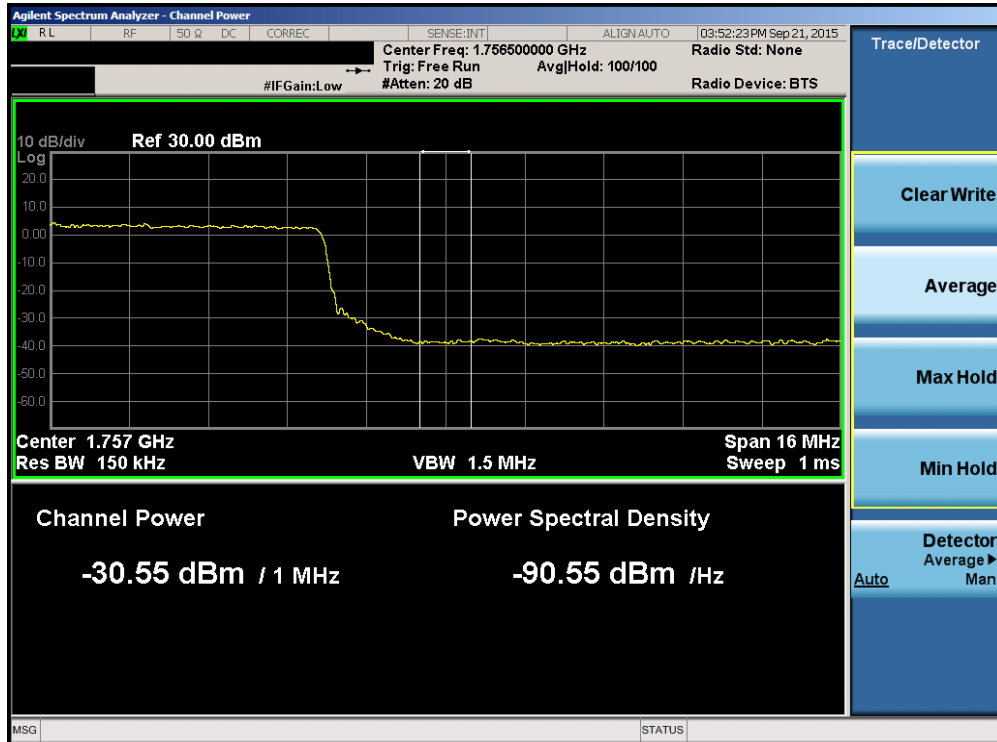 Agilent Spectrum Analyzer - Channel Power
LXI RL RF 50 Ω DC CORREC SENSE:INT ALIGN AUTO 03:52:23 PM Sep 21, 2015
Center Freq: 1.756500000 GHz Radio Std: None
Trig: Free Run Avg|Hold: 100/100
#IFGain:Low #Atten: 20 dB Radio Device: BTS
10 dB/div Ref 30.00 dBm
Log
20.0
10.0
0.00
-10.0
-20.0
-30.0
-40.0
-50.0
-60.0
Center 1.757 GHz Span 16 MHz
Res BW 150 kHz VBW 1.5 MHz Sweep 1 ms
Channel Power Power Spectral Density
-30.55 dBm / 1 MHz -90.55 dBm /Hz
MSG STATUS
Trace/Detector
Clear Write
Average
Max Hold
Min Hold
Detector
Average▶
Auto Man